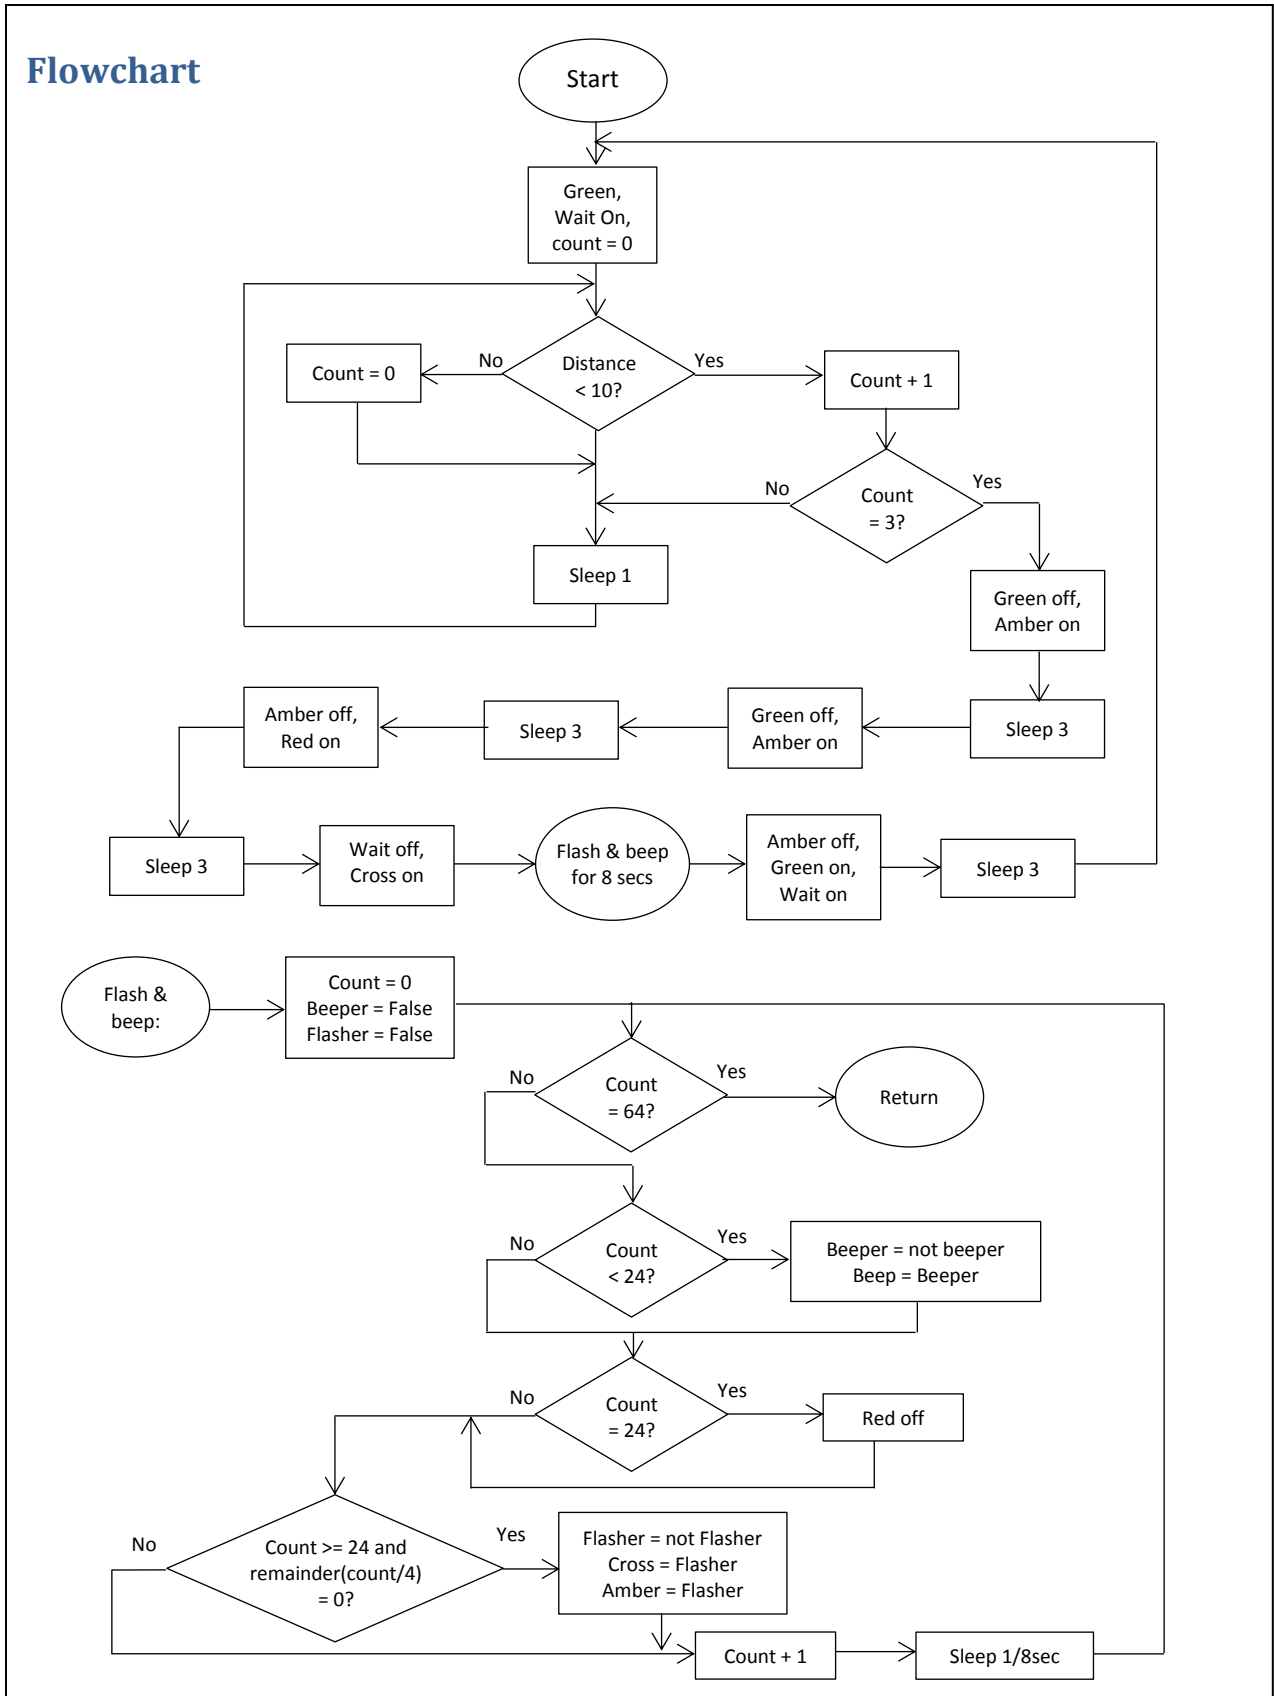 Flowchart
Start
Green,
Wait On,
count = 0
Distance
< 10?
No
Yes
Count = 0
Count + 1
Count
= 3?
No
Yes
Sleep 1
Green off,
Amber on
Sleep 3
Green off,
Amber on
Sleep 3
Amber off,
Red on
Sleep 3
Wait off,
Cross on
Flash & beep
for 8 secs
Amber off,
Green on,
Wait on
Sleep 3
Flash &
beep:
Count = 0
Beeper = False
Flasher = False
Count
= 64?
No
Yes
Return
Count
< 24?
No
Yes
Beeper = not beeper
Beep = Beeper
Count
= 24?
No
Yes
Red off
Count >= 24 and
remainder(count/4)
= 0?
No
Yes
Flasher = not Flasher
Cross = Flasher
Amber = Flasher
Count + 1
Sleep 1/8sec